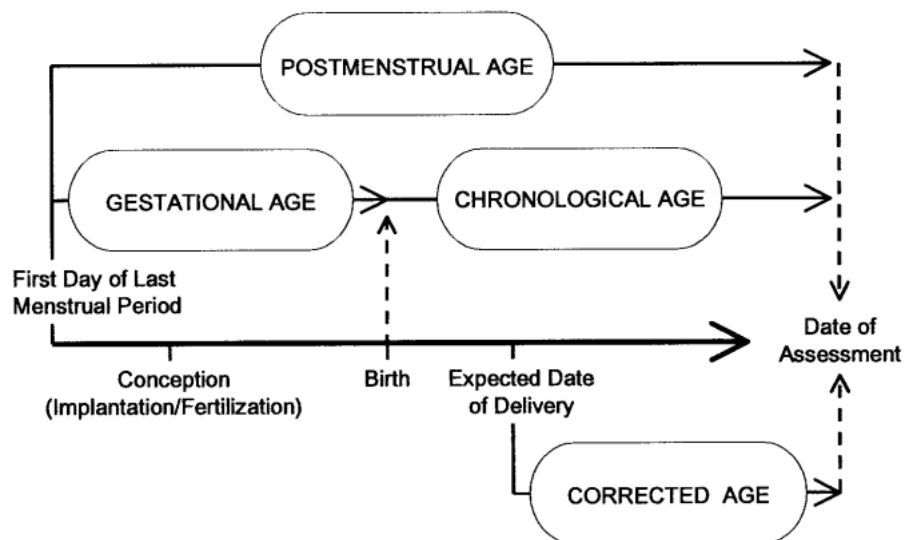 POSTMENSTRUAL AGE
GESTATIONAL AGE
CHRONOLOGICAL AGE
First Day of Last
Menstrual Period
Date of
Assessment
Conception
(Implantation/Fertilization)
Birth
Expected Date
of Delivery
CORRECTED AGE